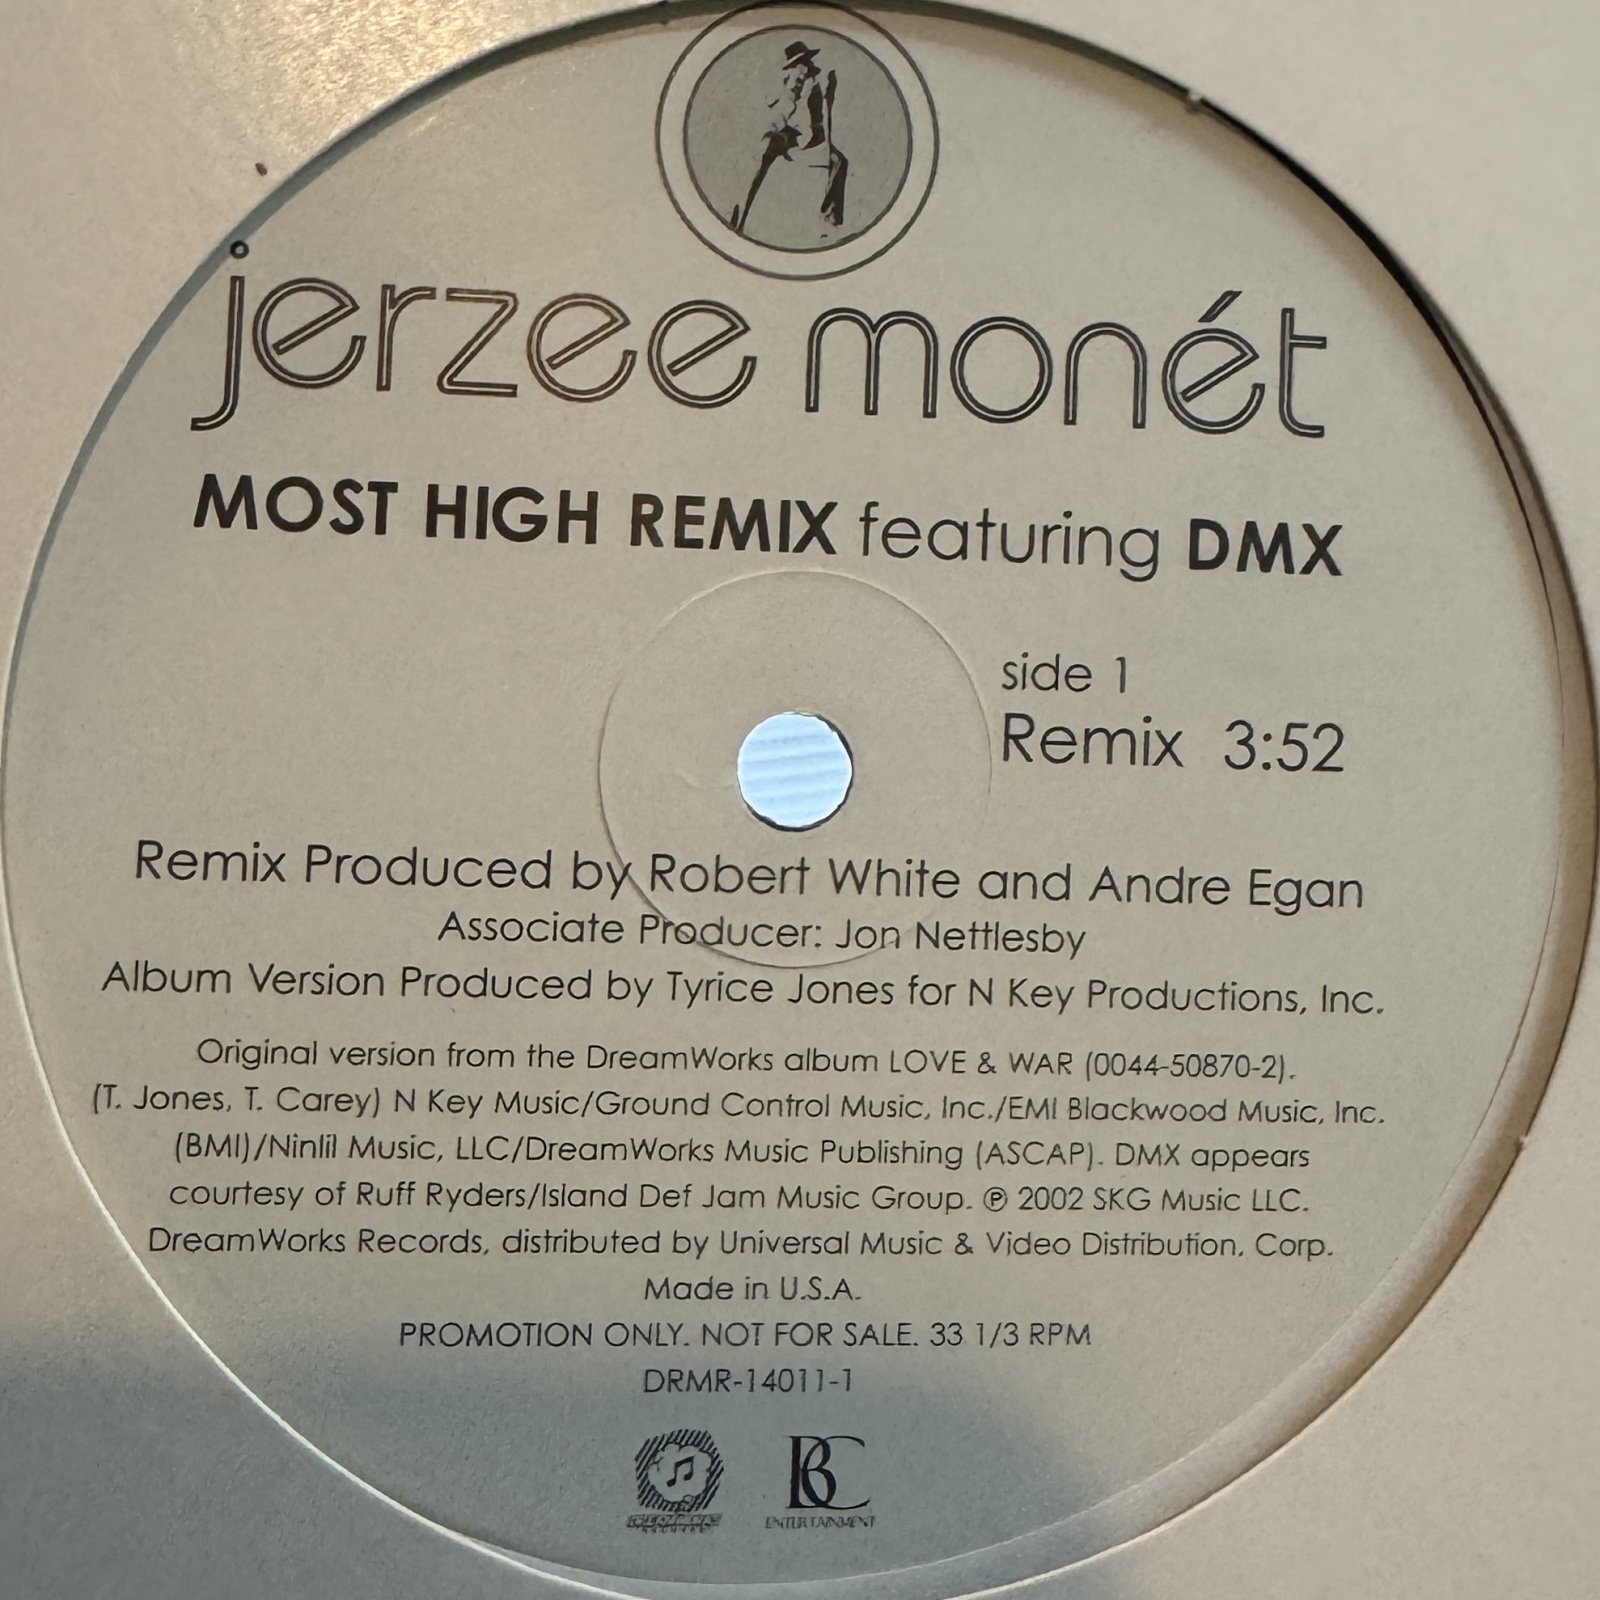 jerzee monét
MOST HIGH REMIX featuring DMX
side 1
Remix 3:52
Remix Produced by Robert White and Andre Egan
Associate Producer: Jon Nettlesby
Album Version Produced by Tyrice Jones for N Key Productions, Inc.
Original version from the DreamWorks album LOVE & WAR (0044-50870-2).
(T. Jones, T. Carey) N Key Music/Ground Control Music, Inc./EMI Blackwood Music, Inc.
(BMI)/Ninlil Music, LLC/DreamWorks Music Publishing (ASCAP). DMX appears
courtesy of Ruff Ryders/Island Def Jam Music Group. ℗ 2002 SKG Music LLC.
DreamWorks Records, distributed by Universal Music & Video Distribution, Corp.
Made in U.S.A.
PROMOTION ONLY. NOT FOR SALE. 33 1/3 RPM
DRMR-14011-1
BC
ENTERTAINMENT